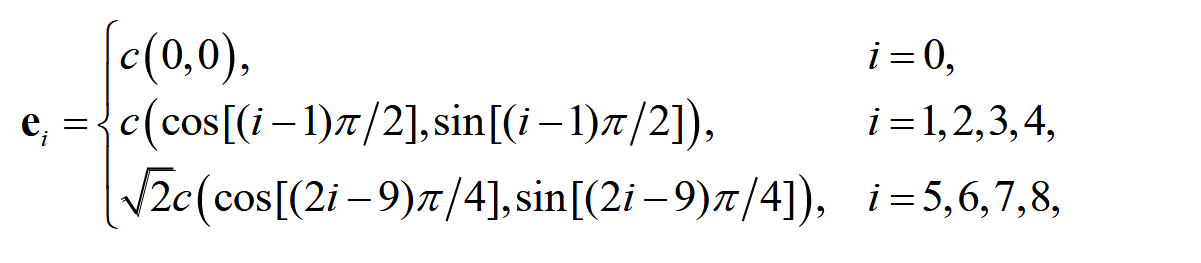 c(0,0), i=0,
𝐞ᵢ = { c(cos[(i−1)π/2],sin[(i−1)π/2]), i=1,2,3,4,
√2c(cos[(2i−9)π/4],sin[(2i−9)π/4]), i=5,6,7,8,